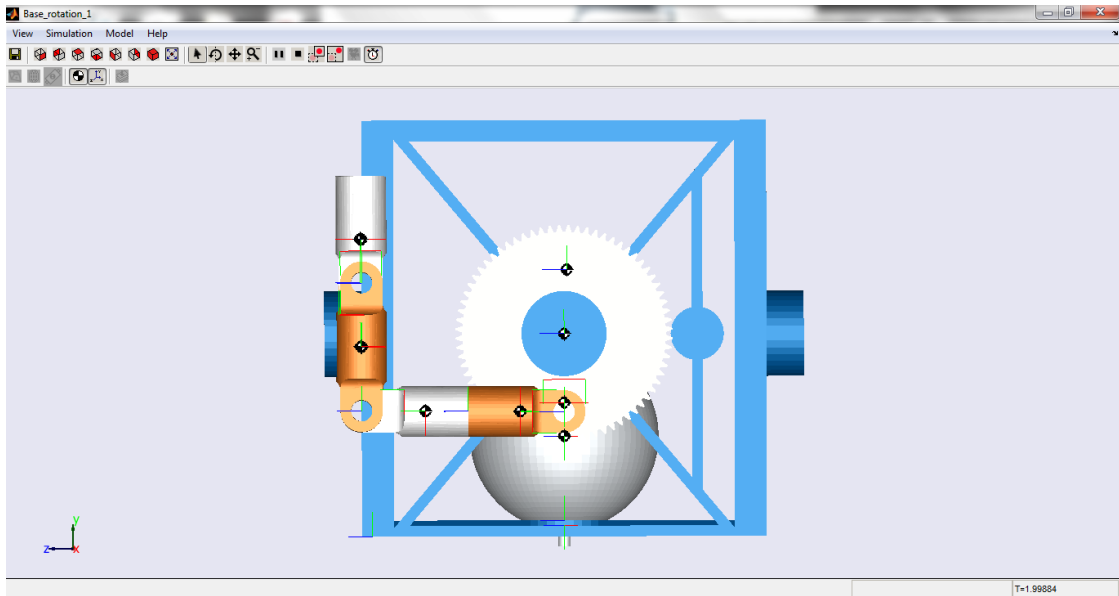 Base_rotation_1
View Simulation Model Help
Y
Z X
T=1.99884